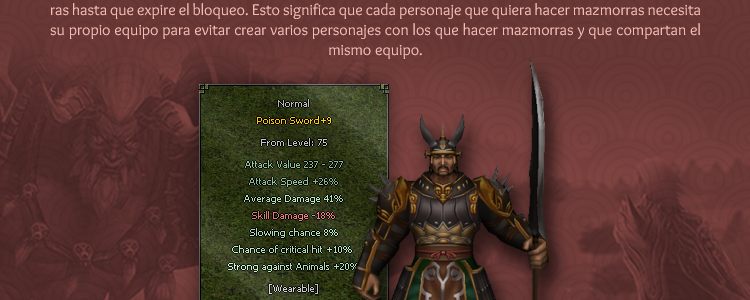 ras hasta que expire el bloqueo. Esto significa que cada personaje que quiera hacer mazmorras necesita
su propio equipo para evitar crear varios personajes con los que hacer mazmorras y que compartan el
mismo equipo.
Normal
Poison Sword+9
From Level: 75
Attack Value 237 - 277
Attack Speed +26%
Average Damage 41%
Skill Damage -18%
Slowing chance 8%
Chance of critical hit +10%
Strong against Animals +20%
[Wearable]